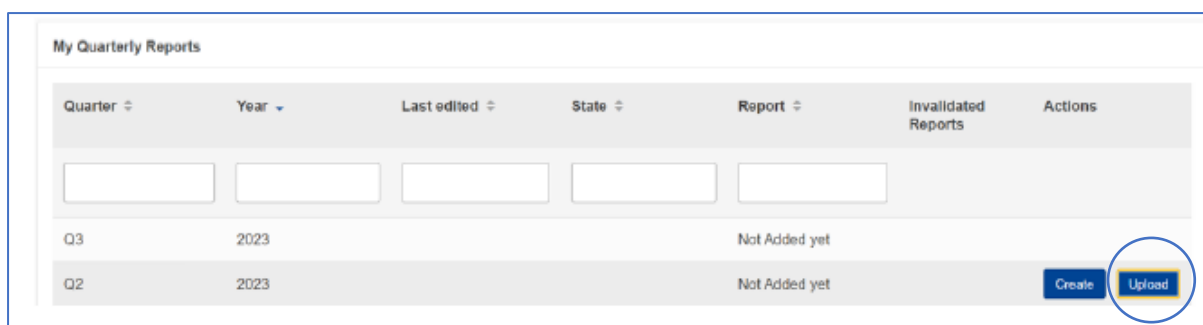 My Quarterly Reports
Quarter Year Last edited State Report Invalidated Reports Actions
Q3 2023 Not Added yet
Q2 2023 Not Added yet Create Upload